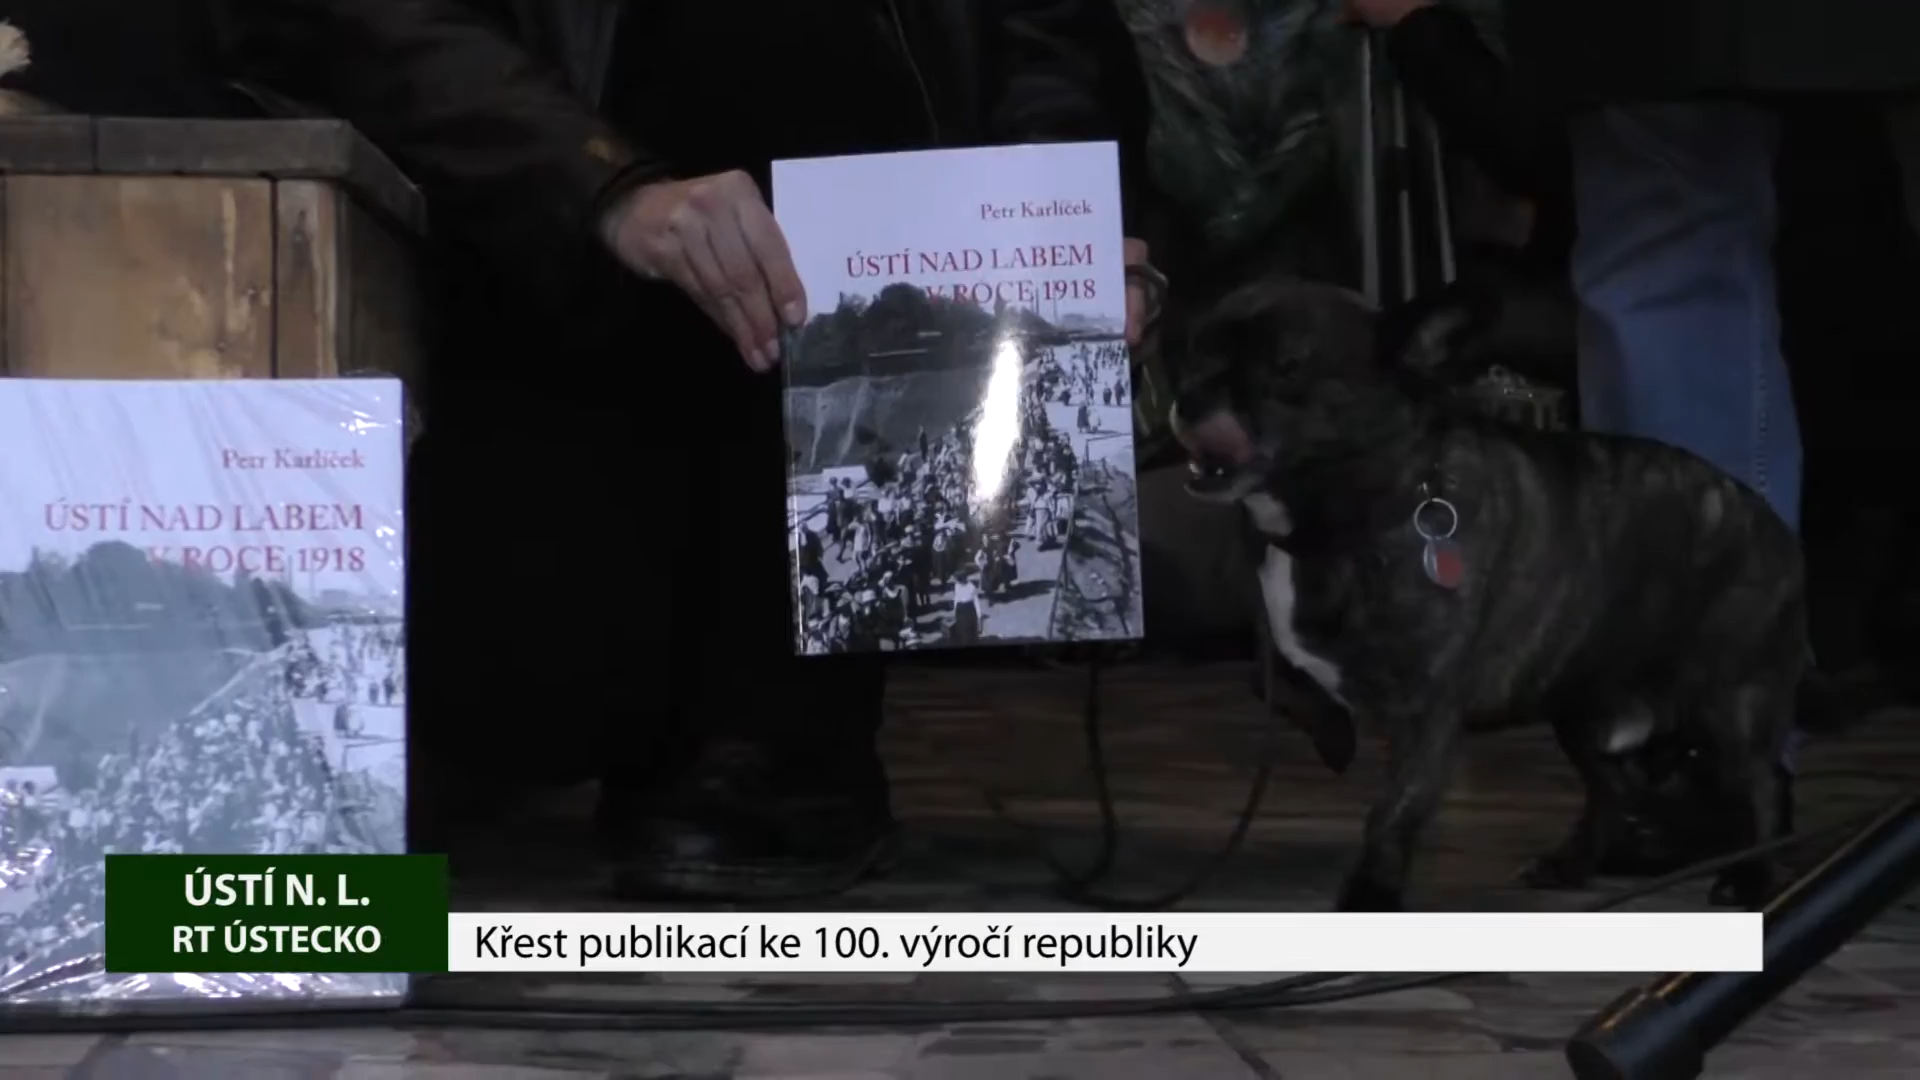 Petr Karlíček
ÚSTÍ NAD LABEM
V ROCE 1918
Petr Karlíček
ÚSTÍ NAD LABEM
V ROCE 1918
ÚSTÍ N. L.
RT ÚSTECKO
Křest publikací ke 100. výročí republiky